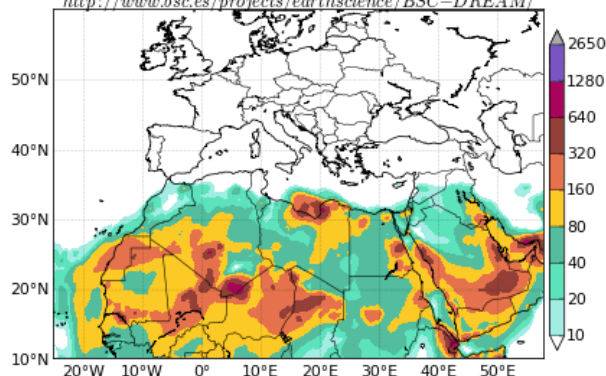 http://www.bsc.es/projects/earthscience/BSC−DREAM/
2650
1280
640
320
160
80
40
20
10
50°N
40°N
30°N
20°N
10°N
20°W 10°W 0° 10°E 20°E 30°E 40°E 50°E